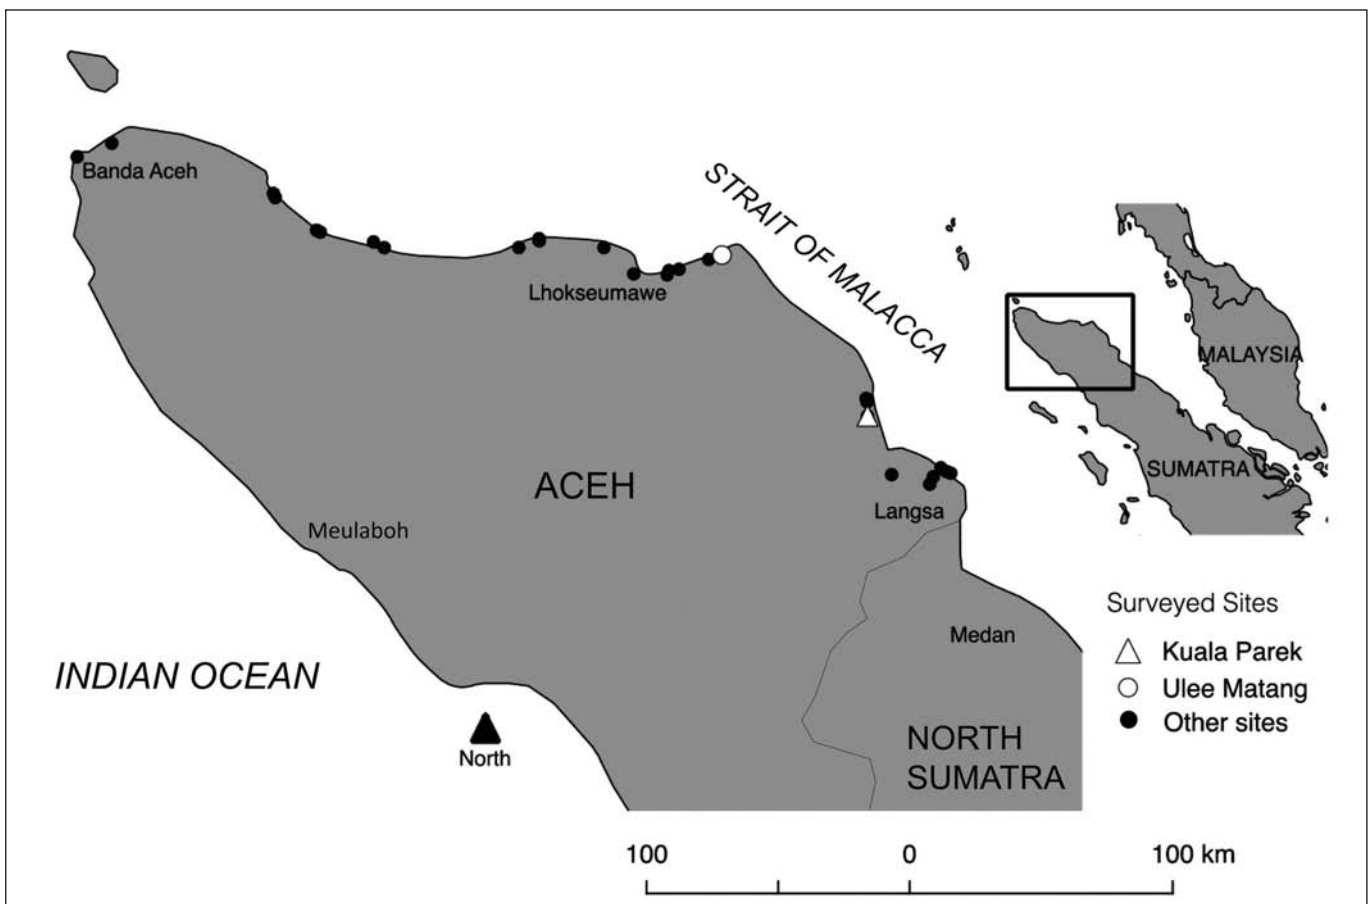 Banda Aceh
STRAIT OF MALACCA
Lhokseumawe
MALAYSIA
SUMATRA
ACEH
Langsa
Meulaboh
Surveyed Sites
Kuala Parek
Ulee Matang
Other sites
Medan
INDIAN OCEAN
North
NORTH
SUMATRA
100 0 100 km